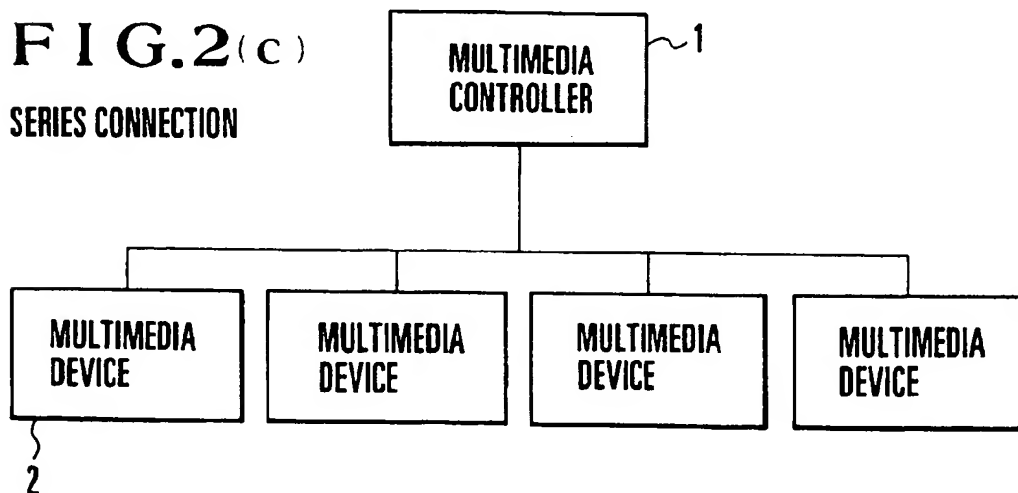 FIG.2(c)
SERIES CONNECTION
MULTIMEDIA
CONTROLLER
1
MULTIMEDIA
DEVICE
MULTIMEDIA
DEVICE
MULTIMEDIA
DEVICE
MULTIMEDIA
DEVICE
2